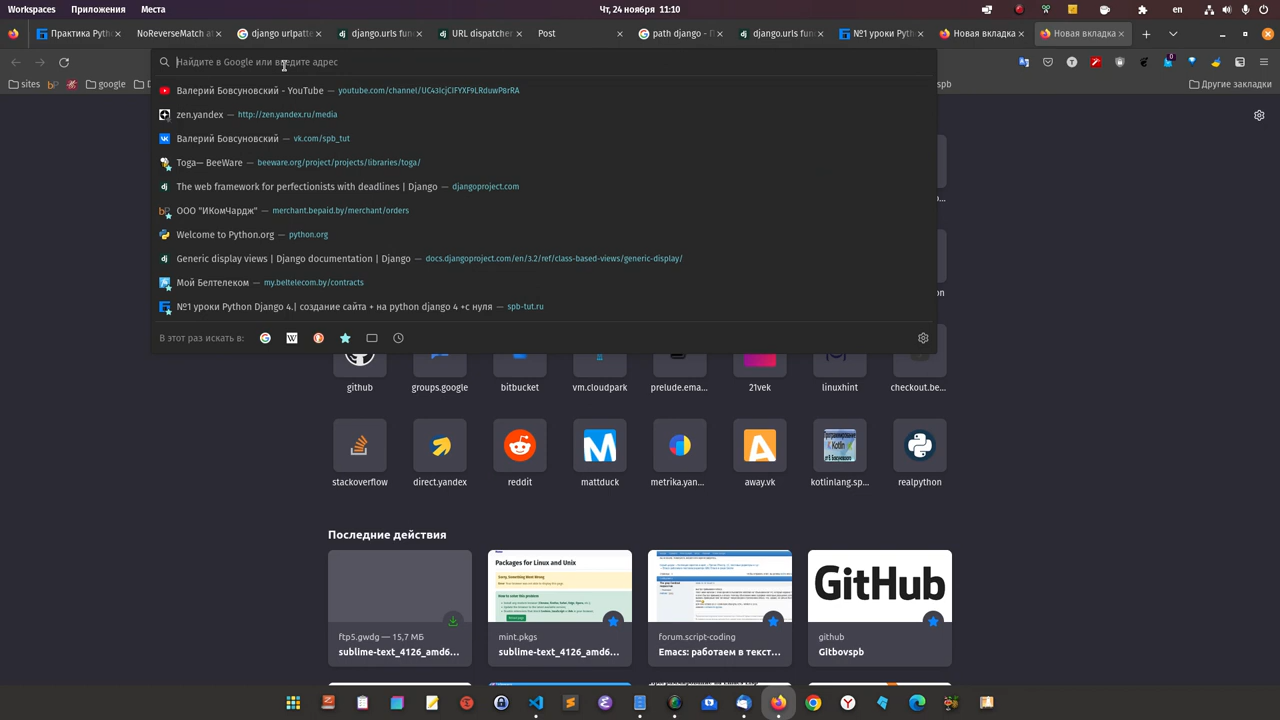 Workspaces Приложения Места Чт, 24 ноября 11:10 en
Практика Pyth NoReverseMatch at django urlpatte django.urls fun URL dispatcher Post path django - П django.urls fun №1 уроки Pyth Новая вкладка Новая вкладка
Найдите в Google или введите адрес
sites google D spb Другие закладки
Валерий Бовсуновский - YouTube — youtube.com/channel/UC43IcjCIFYXF9LRduwP8rRA
zen.yandex — http://zen.yandex.ru/media
Валерий Бовсуновский — vk.com/spb_tut
Toga— BeeWare — beeware.org/project/projects/libraries/toga/
The web framework for perfectionists with deadlines | Django — djangoproject.com
ООО "ИКомЧардж" — merchant.bepaid.by/merchant/orders
Welcome to Python.org — python.org
Generic display views | Django documentation | Django — docs.djangoproject.com/en/3.2/ref/class-based-views/generic-display/
Мой Белтелеком — my.beltelecom.by/contracts
№1 уроки Python Django 4.| создание сайта + на python django 4 +с нуля — spb-tut.ru
В этот раз искать в:
github groups.google bitbucket vm.cloudpark prelude.ema... 21vek linuxhint checkout.be...
stackoverflow direct.yandex reddit mattduck metrika.yan... away.vk kotlinlang.sp... realpython
Последние действия
Packages for Linux and Unix
GitHub
ftp5.gwdg — 15,7 МБ mint.pkgs forum.script-coding github
sublime-text_4126_amd6... sublime-text_4126_amd6... Emacs: работаем в текст... Gitbovspb